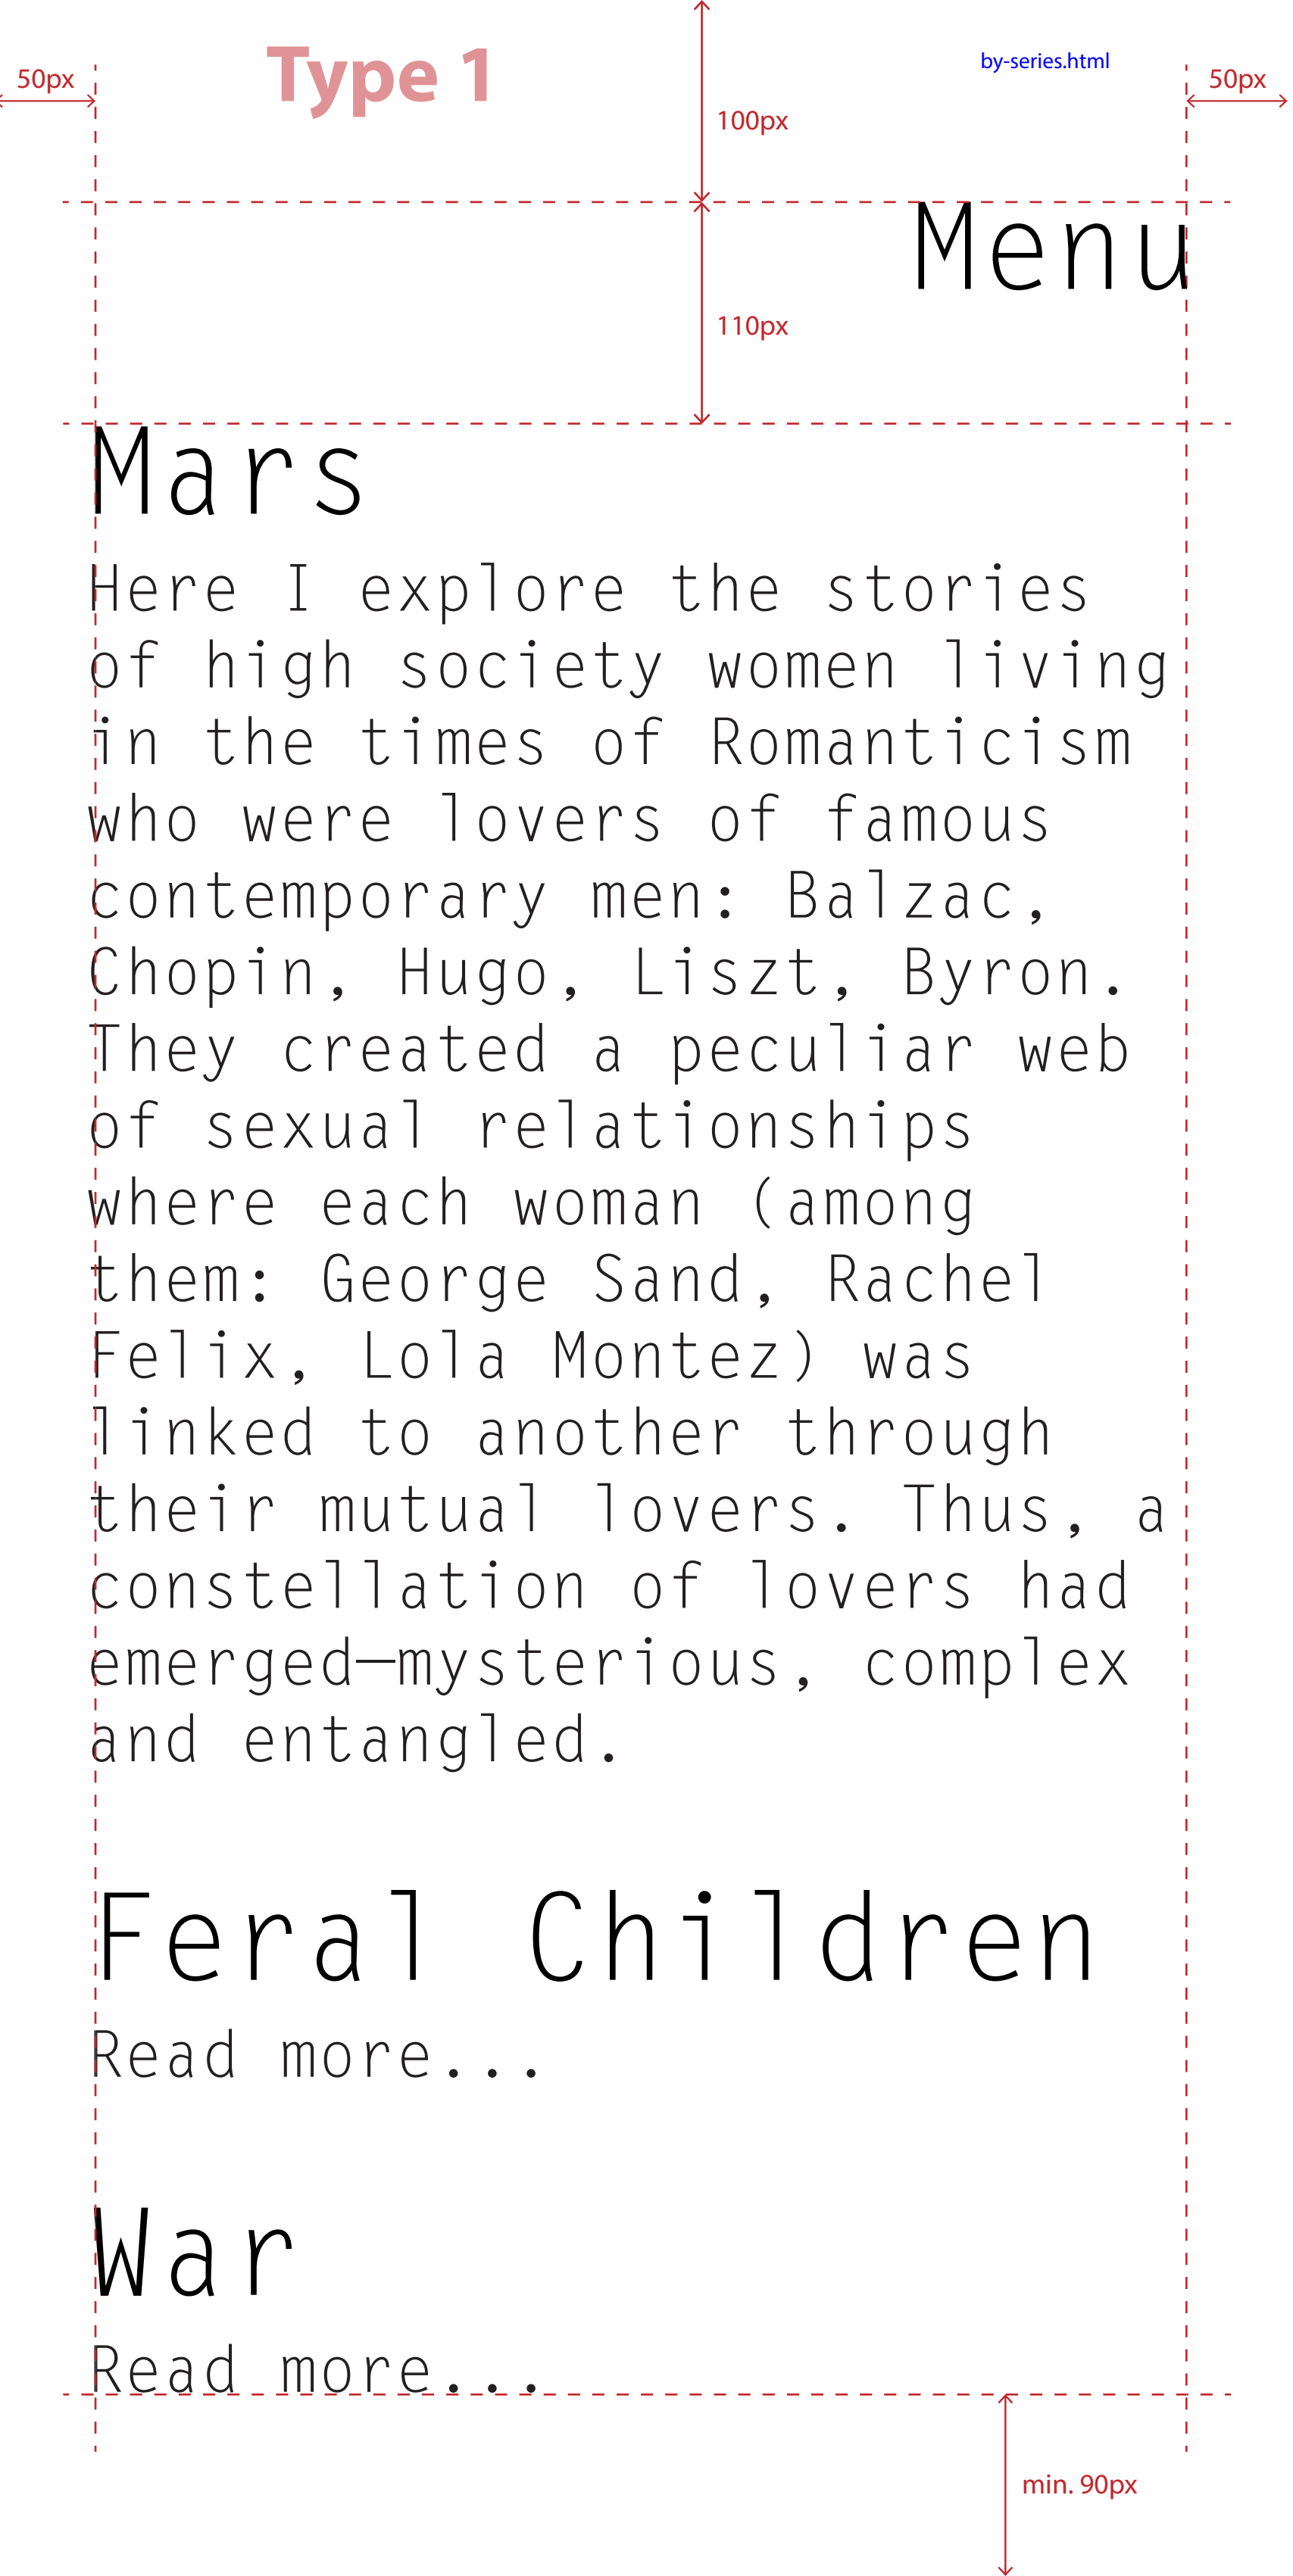 Type 1
by-series.html
50px
50px
100px
Menu
110px
Mars
Here I explore the stories
of high society women living
in the times of Romanticism
who were lovers of famous
contemporary men: Balzac,
Chopin, Hugo, Liszt, Byron.
They created a peculiar web
of sexual relationships
where each woman (among
them: George Sand, Rachel
Felix, Lola Montez) was
linked to another through
their mutual lovers. Thus, a
constellation of lovers had
emerged—mysterious, complex
and entangled.
Feral Children
Read more...
War
Read more...
min. 90px